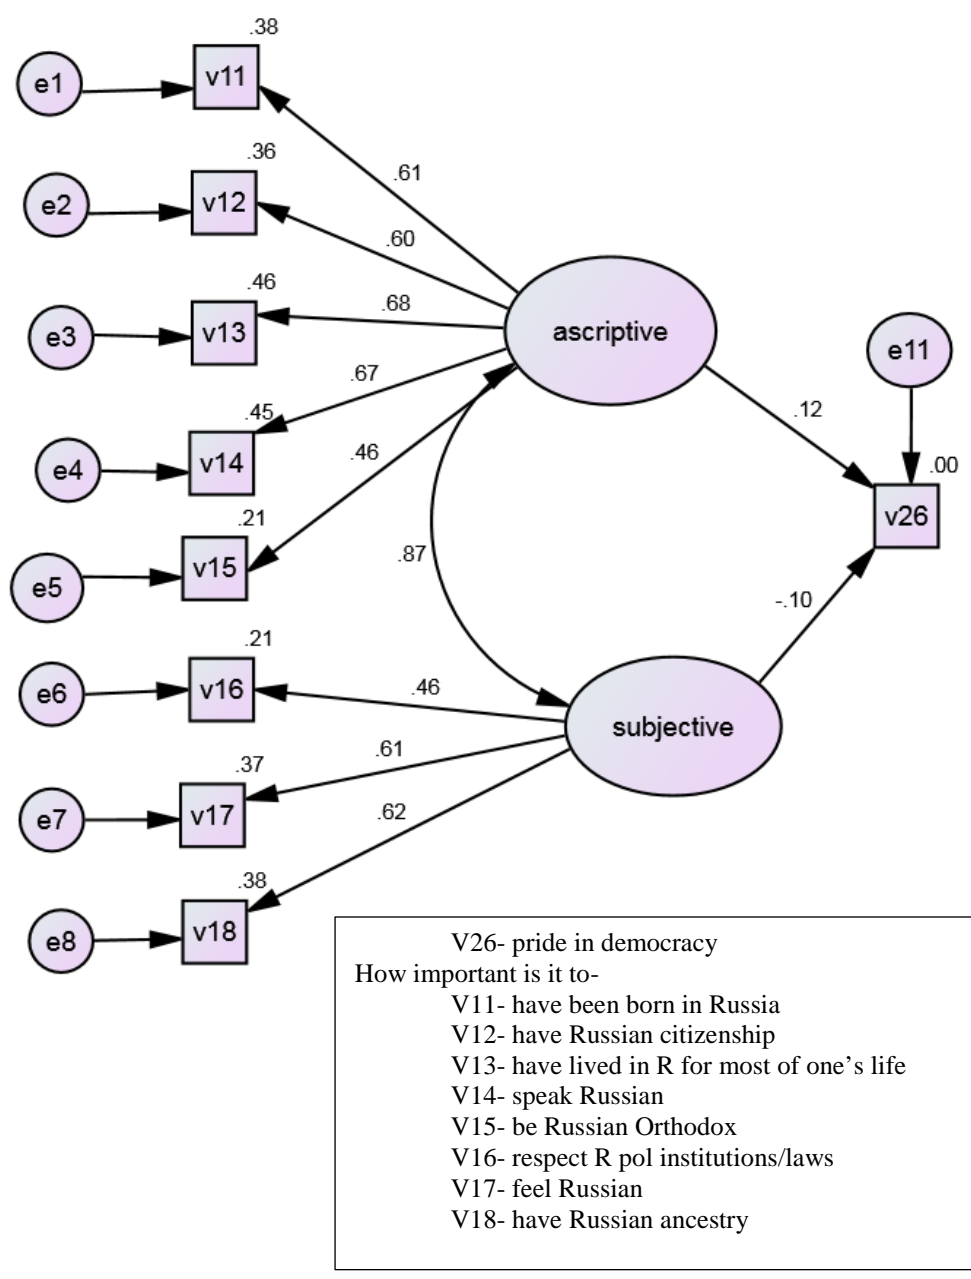 .38
e1
v11
.61
.36
e2
v12
.60
.46
e3
v13
.68
ascriptive
e11
.67
.12
.45
e4
v14
.46
.00
v26
.21
e5
v15
.87
-.10
.21
e6
v16
.46
subjective
.37
.61
e7
v17
.62
.38
e8
v18
V26- pride in democracy
How important is it to-
V11- have been born in Russia
V12- have Russian citizenship
V13- have lived in R for most of one’s life
V14- speak Russian
V15- be Russian Orthodox
V16- respect R pol institutions/laws
V17- feel Russian
V18- have Russian ancestry